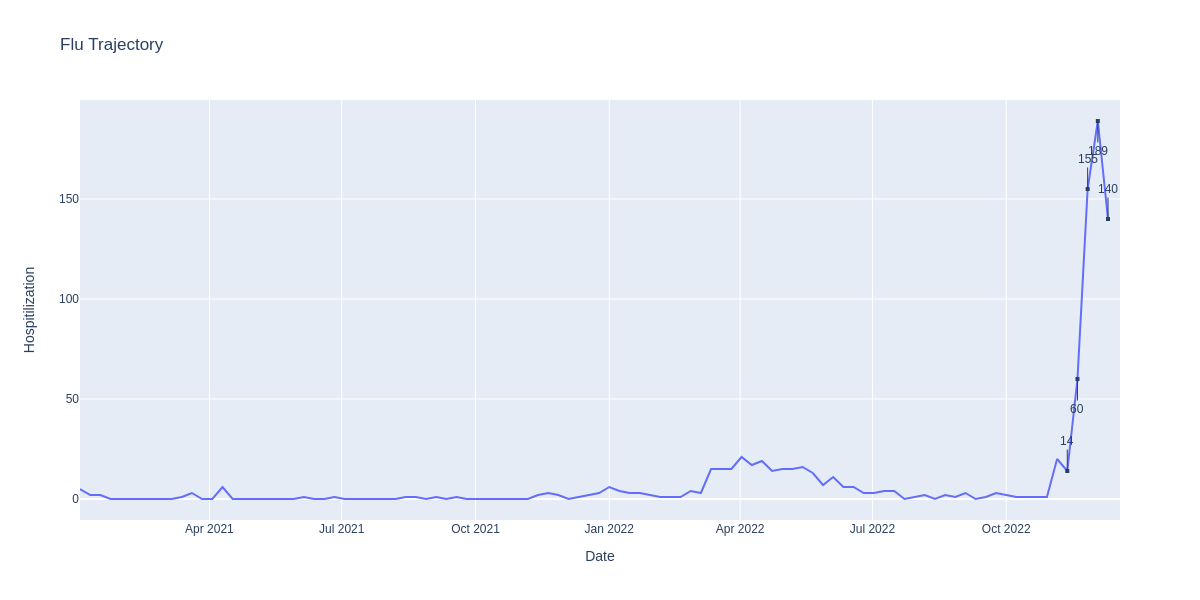 Flu Trajectory
Hospitilization
150
100
50
0
189
155
140
60
14
Apr 2021
Jul 2021
Oct 2021
Jan 2022
Apr 2022
Jul 2022
Oct 2022
Date